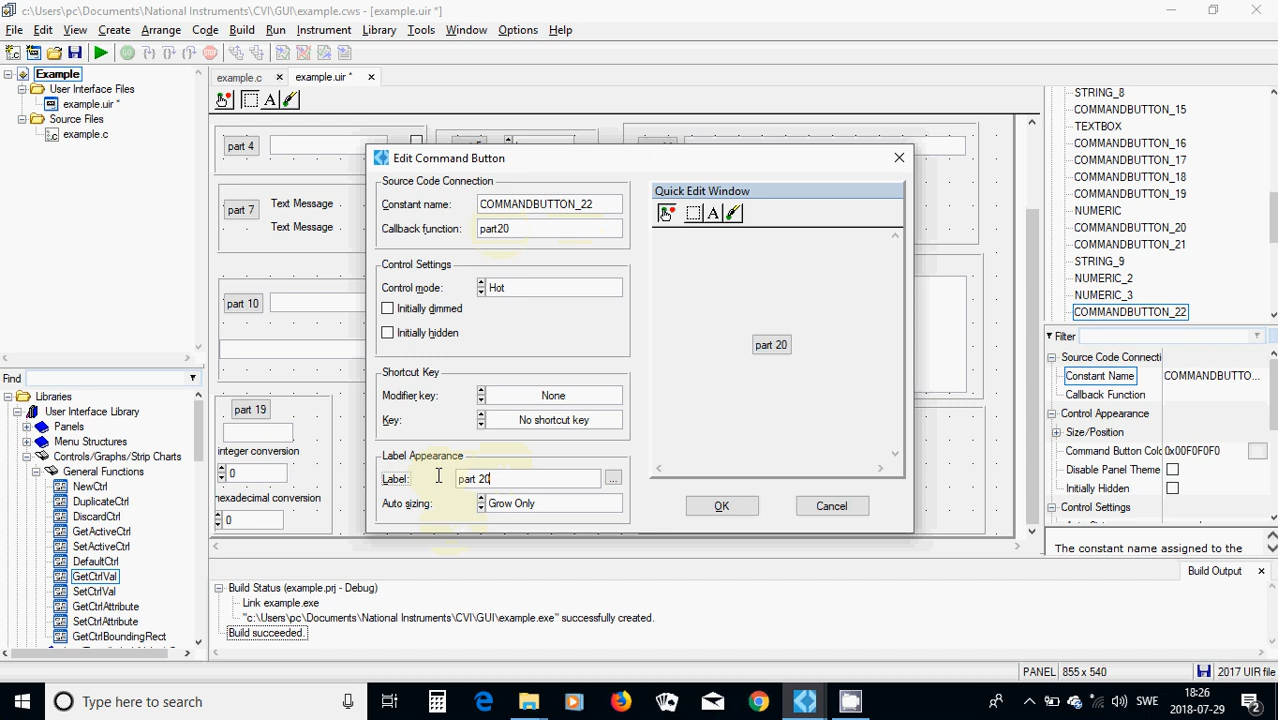 c:\Users\pc\Documents\National Instruments\CVI\GUI\example.cws - [example.uir *]
File Edit View Create Arrange Code Build Run Instrument Library Tools Window Options Help
Example
User Interface Files
example.uir *
Source Files
example.c
example.c
example.uir *
part 4
part 7
Text Message
Text Message
part 10
part 19
integer conversion
0
hexadecimal conversion
0
Edit Command Button
Source Code Connection
Constant name: COMMANDBUTTON_22
Callback function: part20
Control Settings
Control mode: Hot
Initially dimmed
Initially hidden
Shortcut Key
Modifier key: None
Key: No shortcut key
Label Appearance
Label: part 20 ...
Auto sizing: Grow Only
Quick Edit Window
part 20
OK Cancel
STRING_8
COMMANDBUTTON_15
TEXTBOX
COMMANDBUTTON_16
COMMANDBUTTON_17
COMMANDBUTTON_18
COMMANDBUTTON_19
NUMERIC
COMMANDBUTTON_20
COMMANDBUTTON_21
STRING_9
NUMERIC_2
NUMERIC_3
COMMANDBUTTON_22
Filter
Source Code Connecti
Constant Name COMMANDBUTTO...
Callback Function
Control Appearance
Size/Position
Command Button Colo 0x00F0F0F0
Disable Panel Theme
Initially Hidden
Control Settings
The constant name assigned to the
Find
Libraries
User Interface Library
Panels
Menu Structures
Controls/Graphs/Strip Charts
General Functions
NewCtrl
DuplicateCtrl
DiscardCtrl
GetActiveCtrl
SetActiveCtrl
DefaultCtrl
GetCtrlVal
SetCtrlVal
GetCtrlAttribute
SetCtrlAttribute
GetCtrlBoundingRect
Build Output
Build Status (example.prj - Debug)
Link example.exe
"c:\Users\pc\Documents\National Instruments\CVI\GUI\example.exe" successfully created.
Build succeeded.
PANEL 855 x 540 2017 UIR file
Type here to search
SWE
18:26
2018-07-29
2